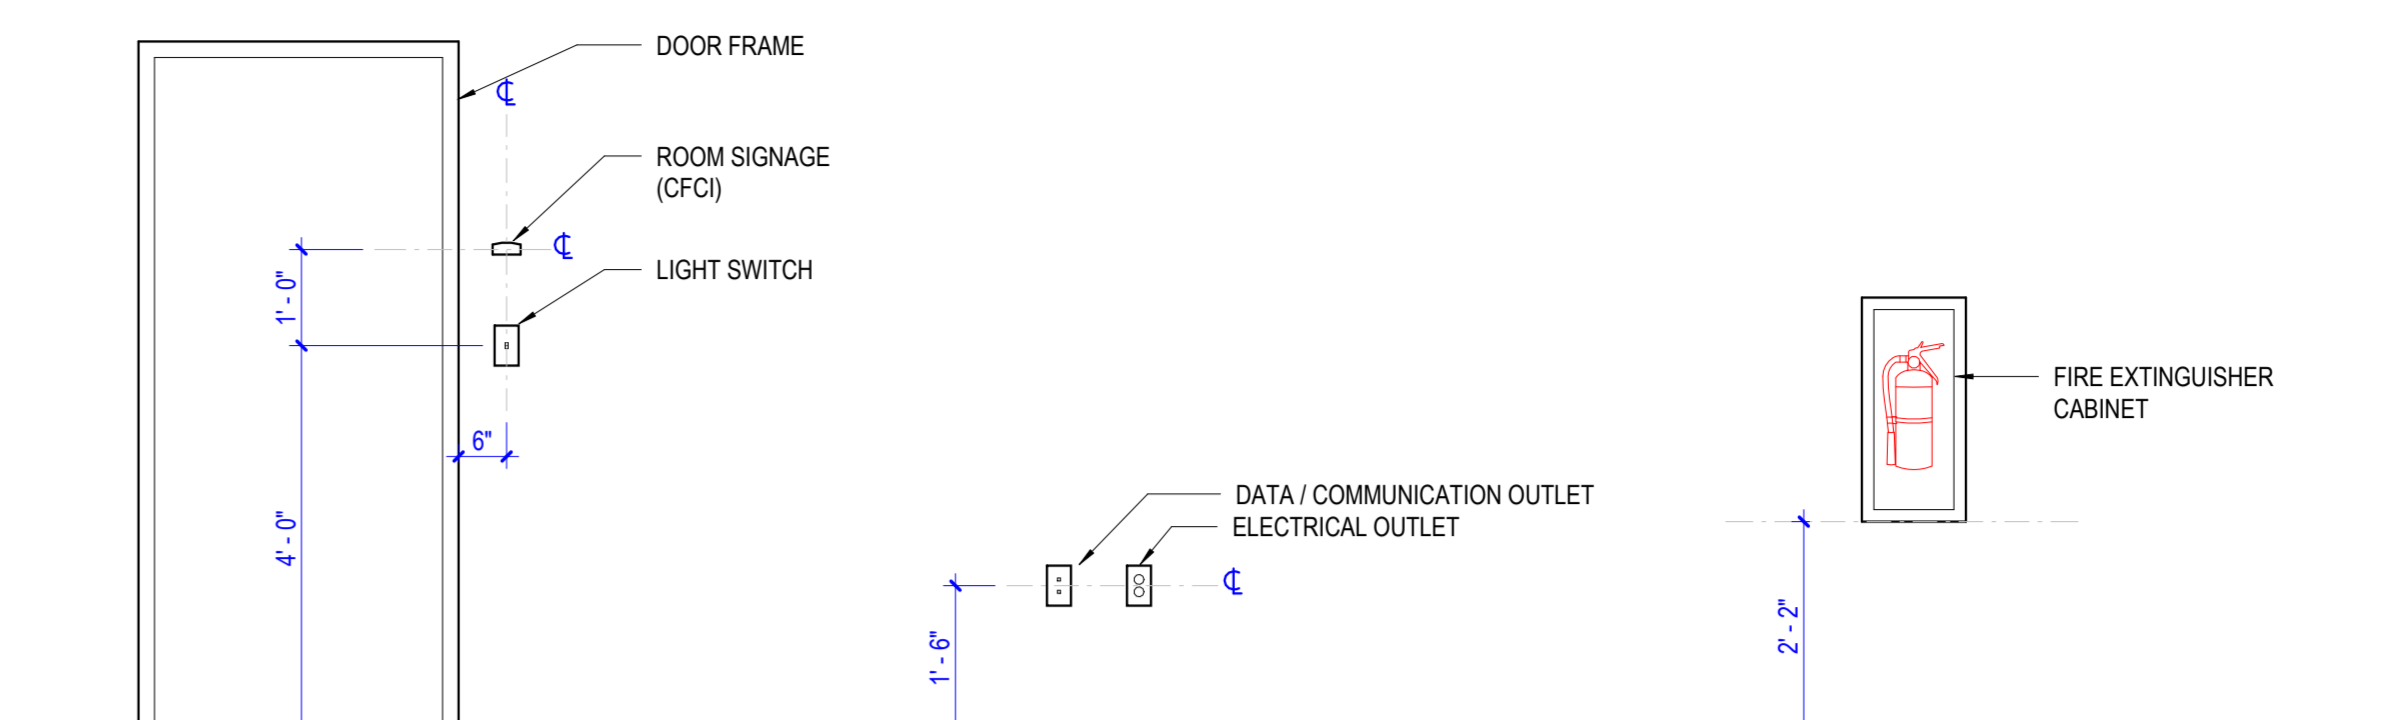 DOOR FRAME
℄
ROOM SIGNAGE
(CFCI)
℄
LIGHT SWITCH
1' - 0"
6"
4' - 0"
DATA / COMMUNICATION OUTLET
ELECTRICAL OUTLET
℄
1' - 6"
FIRE EXTINGUISHER
CABINET
2' - 2"